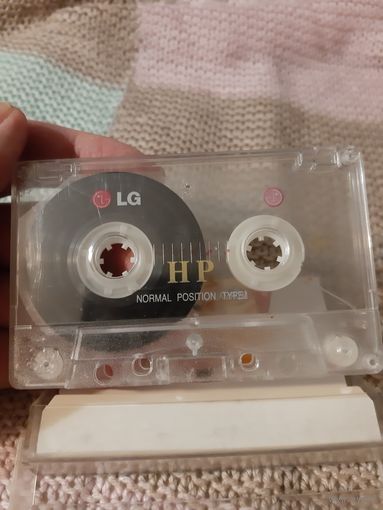 LG
HP
NORMAL POSITION TYPE I